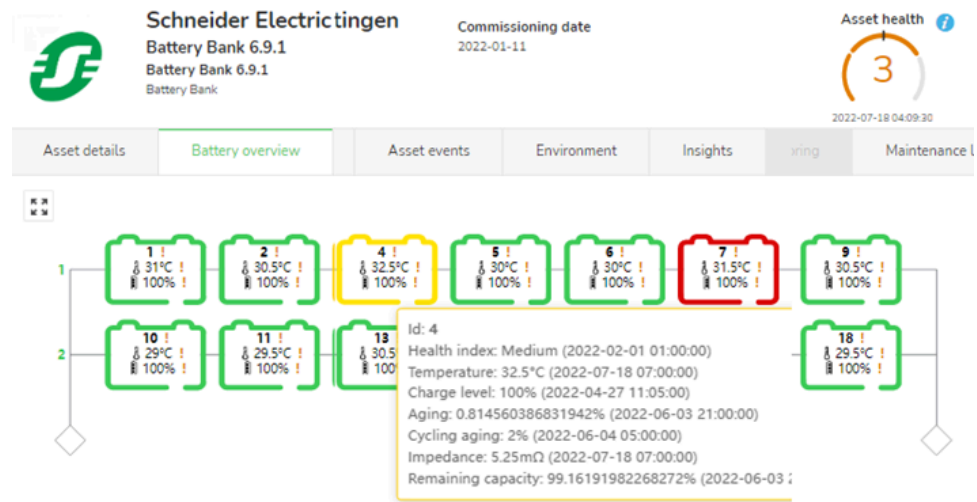 Schneider Electrictingen
Battery Bank 6.9.1
Battery Bank 6.9.1
Battery Bank
Commissioning date
2022-01-11
Asset health i
3
2022-07-18 04:09:30
Asset details Battery overview Asset events Environment Insights Maintenance
1
1 !
31°C !
100% !
2 !
30.5°C !
100% !
4 !
32.5°C !
100% !
5 !
30°C !
100% !
6 !
30°C !
100% !
7 !
31.5°C !
100% !
9 !
30.5°C !
100% !
2
10 !
29°C !
100% !
11 !
29.5°C !
100% !
13
30.5
100
18 !
29.5°C !
100% !
Id: 4
Health index: Medium (2022-02-01 01:00:00)
Temperature: 32.5°C (2022-07-18 07:00:00)
Charge level: 100% (2022-04-27 11:05:00)
Aging: 0.814560386831942% (2022-06-03 21:00:00)
Cycling aging: 2% (2022-06-04 05:00:00)
Impedance: 5.25mΩ (2022-07-18 07:00:00)
Remaining capacity: 99.16191982268272% (2022-06-03